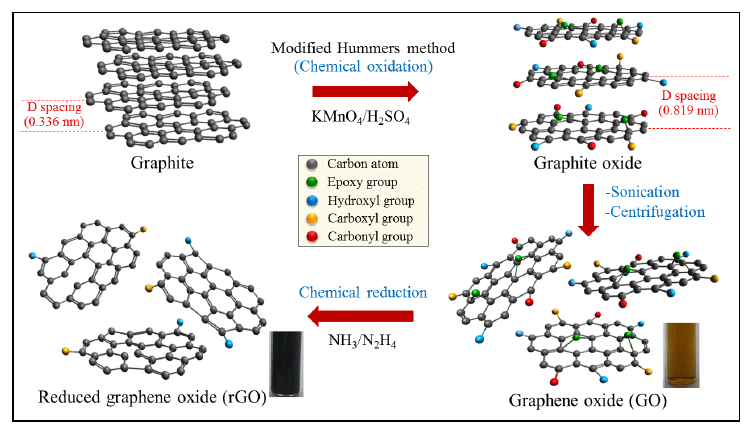 Modified Hummers method
(Chemical oxidation)
KMnO₄/H₂SO₄
D spacing
(0.336 nm)
Graphite
D spacing
(0.819 nm)
Graphite oxide
Carbon atom
Epoxy group
Hydroxyl group
Carboxyl group
Carbonyl group
-Sonication
-Centrifugation
Chemical reduction
NH₃/N₂H₄
Reduced graphene oxide (rGO)
Graphene oxide (GO)